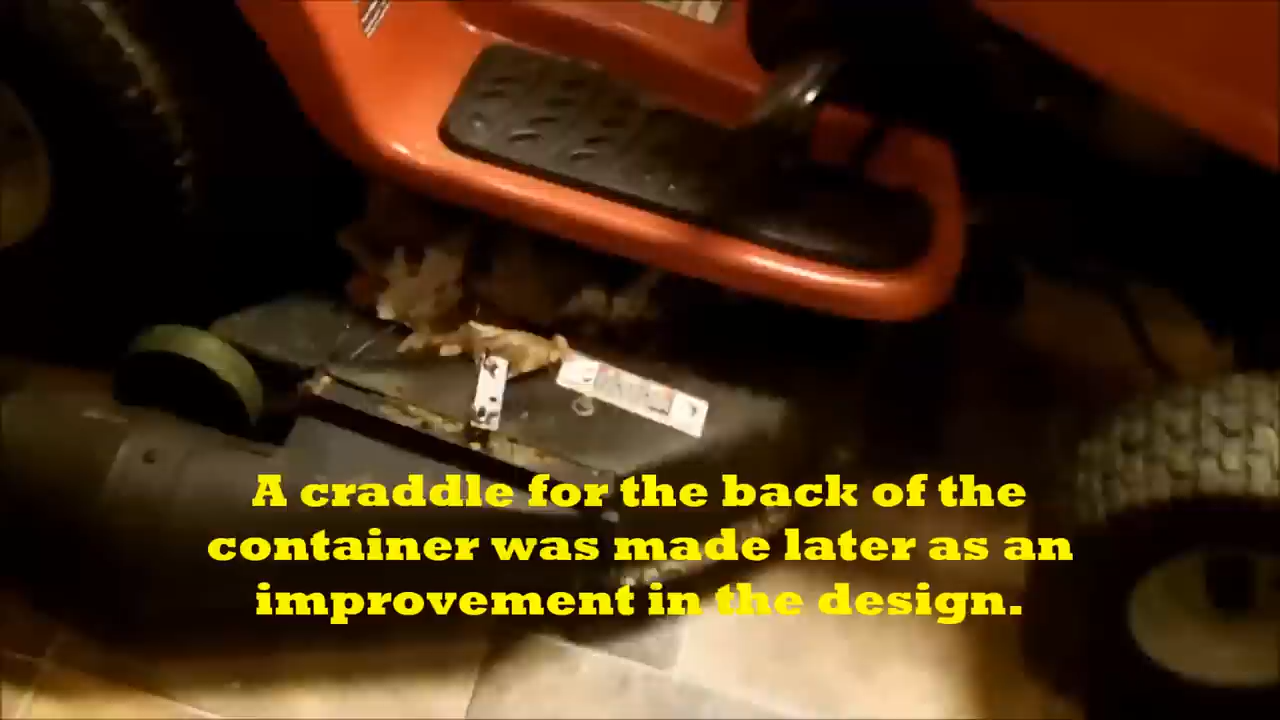 A craddle for the back of the
container was made later as an
improvement in the design.